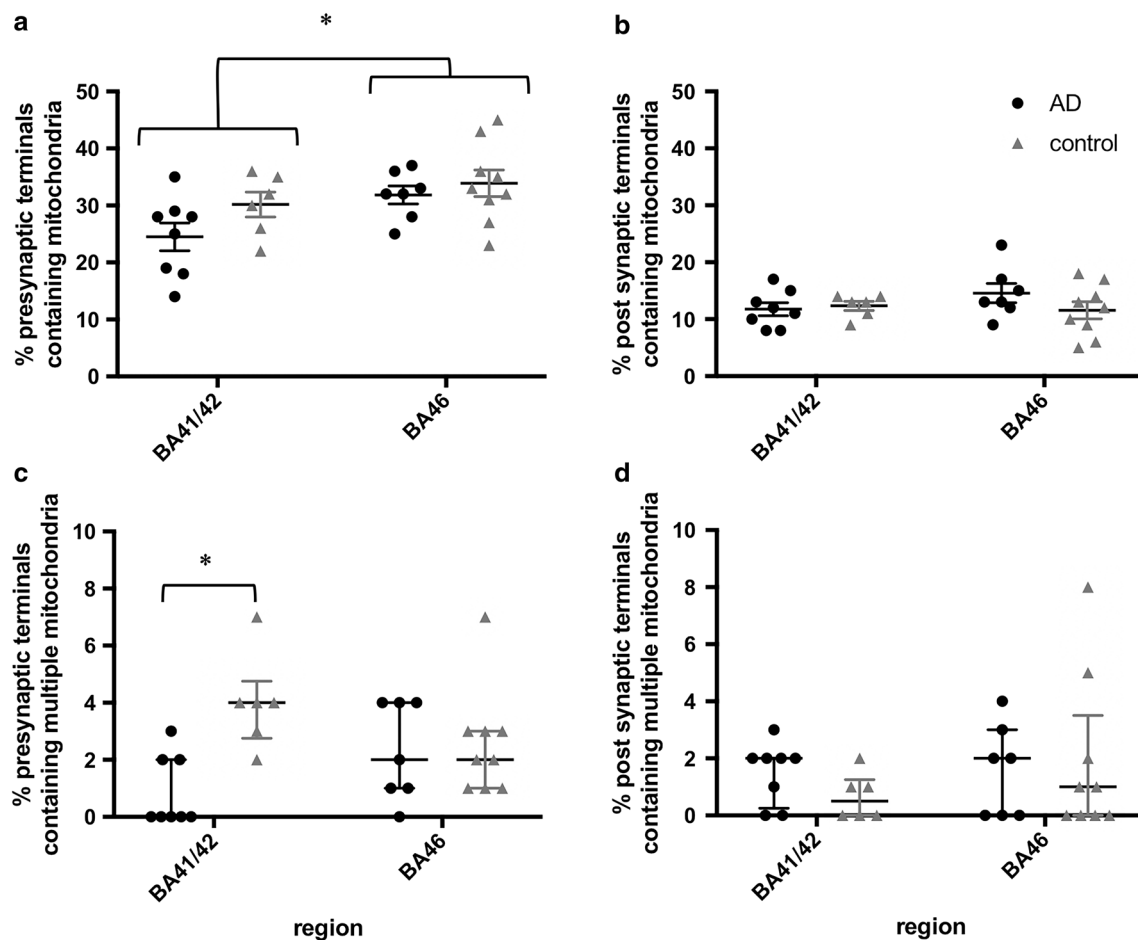 a
*
% presynaptic terminals
containing mitochondria
50
40
30
20
10
0
BA41/42
BA46
b
% post synaptic terminals
containing mitochondria
50
40
30
20
10
0
AD
control
BA41/42
BA46
c
% presynaptic terminals
containing multiple mitochondria
10
8
6
4
2
0
*
BA41/42
BA46
region
d
% post synaptic terminals
containing multiple mitochondria
10
8
6
4
2
0
BA41/42
BA46
region